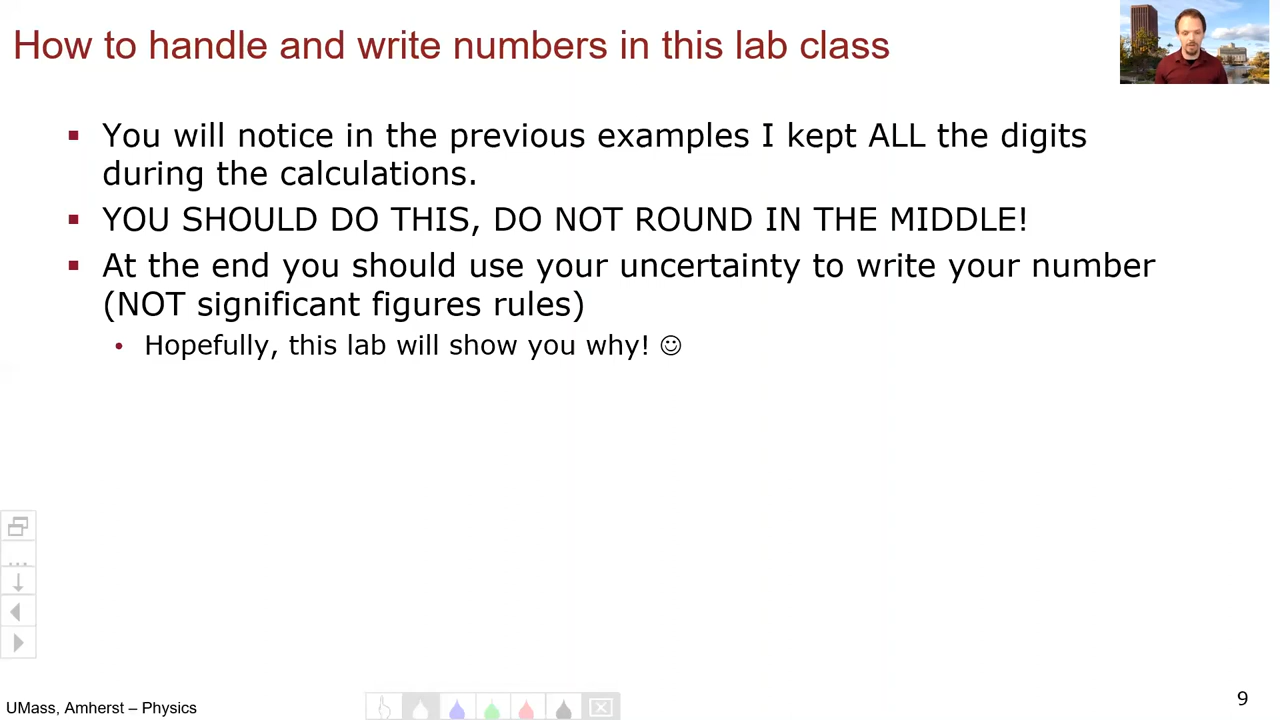 How to handle and write numbers in this lab class
You will notice in the previous examples I kept ALL the digits
during the calculations.
YOU SHOULD DO THIS, DO NOT ROUND IN THE MIDDLE!
At the end you should use your uncertainty to write your number
(NOT significant figures rules)
Hopefully, this lab will show you why! ☺
UMass, Amherst – Physics
9